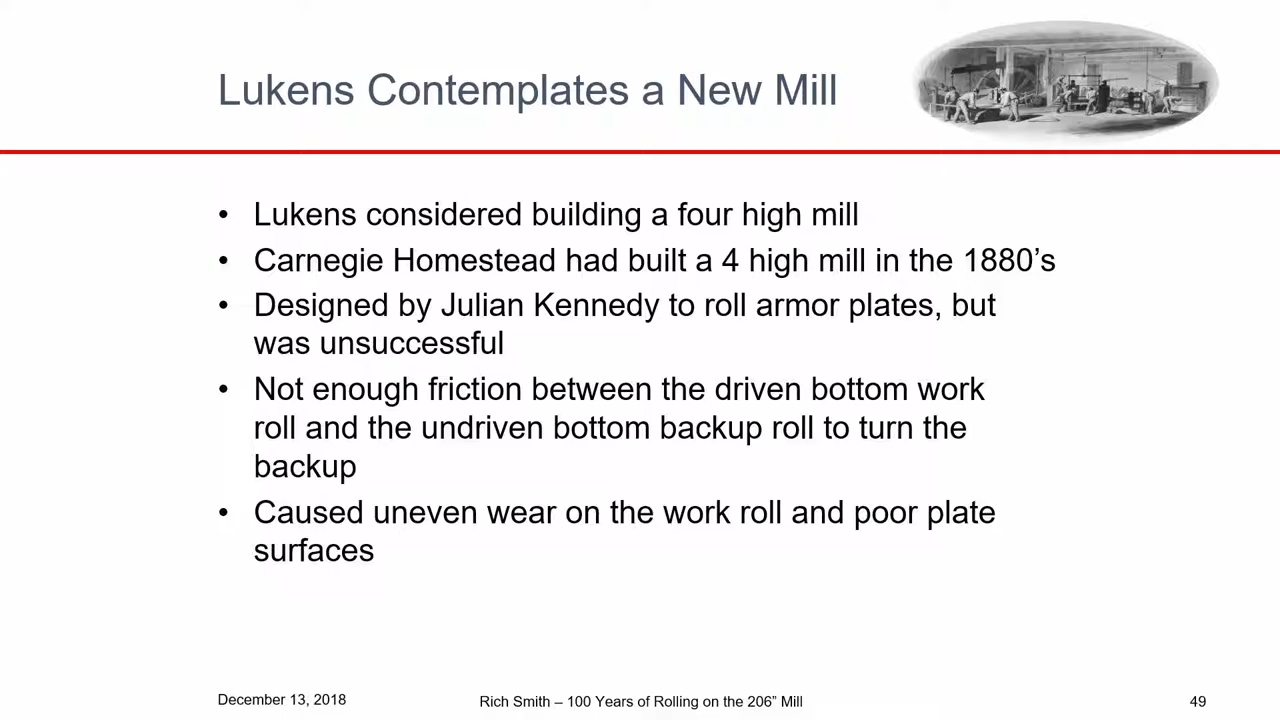 Lukens Contemplates a New Mill
• Lukens considered building a four high mill
• Carnegie Homestead had built a 4 high mill in the 1880’s
• Designed by Julian Kennedy to roll armor plates, but
was unsuccessful
• Not enough friction between the driven bottom work
roll and the undriven bottom backup roll to turn the
backup
• Caused uneven wear on the work roll and poor plate
surfaces
December 13, 2018
Rich Smith – 100 Years of Rolling on the 206” Mill
49